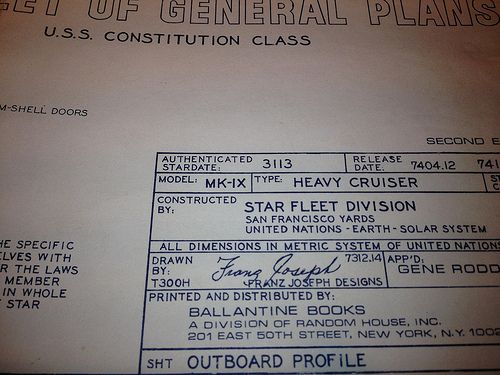 OF GENERAL PLANS
U.S.S. CONSTITUTION CLASS
M-SHELL DOORS
SECOND E
AUTHENTICATED STARDATE: 3113
RELEASE DATE: 7404.12 741
MODEL: MK-IX TYPE: HEAVY CRUISER
CONSTRUCTED BY: STAR FLEET DIVISION
SAN FRANCISCO YARDS
UNITED NATIONS - EARTH - SOLAR SYSTEM
ALL DIMENSIONS IN METRIC SYSTEM OF UNITED NATIONS
DRAWN BY: Franz Joseph 7312.14 APP'D:
T300H FRANZ JOSEPH DESIGNS GENE RODD
PRINTED AND DISTRIBUTED BY:
BALLANTINE BOOKS
A DIVISION OF RANDOM HOUSE, INC.
201 EAST 50TH STREET, NEW YORK, N.Y. 100
SHT OUTBOARD PROFILE
HE SPECIFIC
ELVES WITH
R THE LAWS
MEMBER
IN WHOLE
STAR